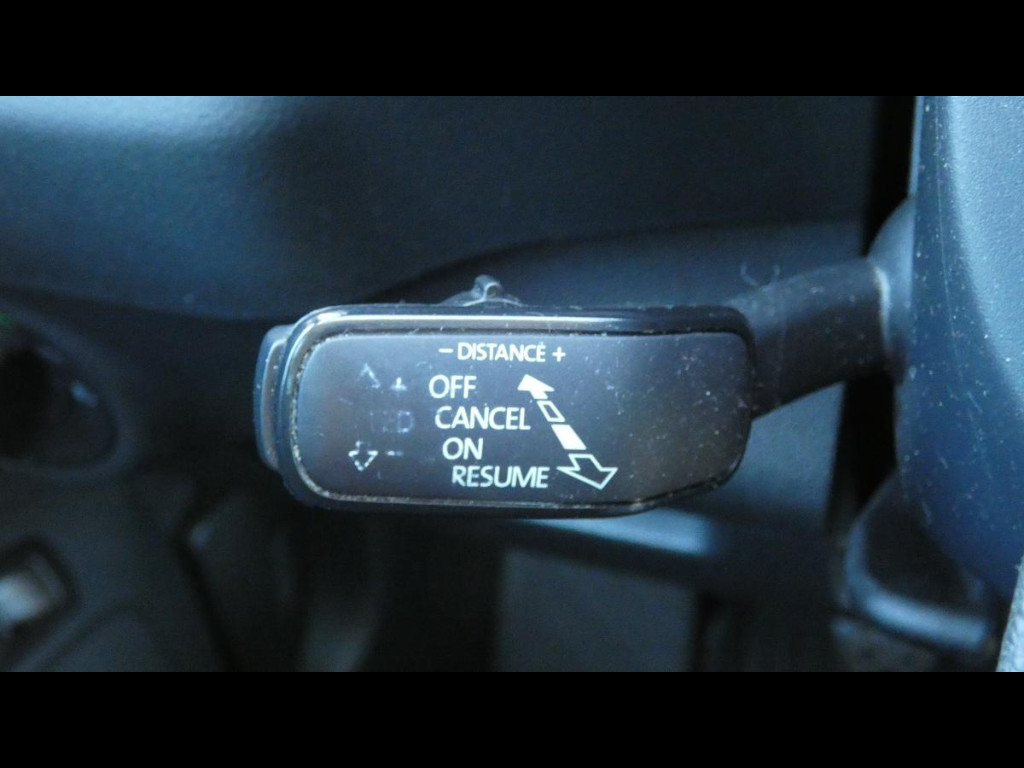 - DISTANCE +
+ OFF
CANCEL
ON
- RESUME